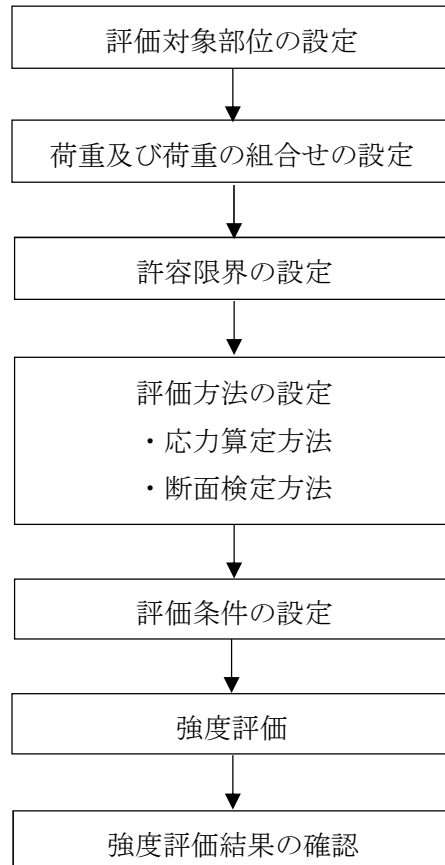 評価対象部位の設定
荷重及び荷重の組合せの設定
許容限界の設定
評価方法の設定
・応力算定方法
・断面検定方法
評価条件の設定
強度評価
強度評価結果の確認